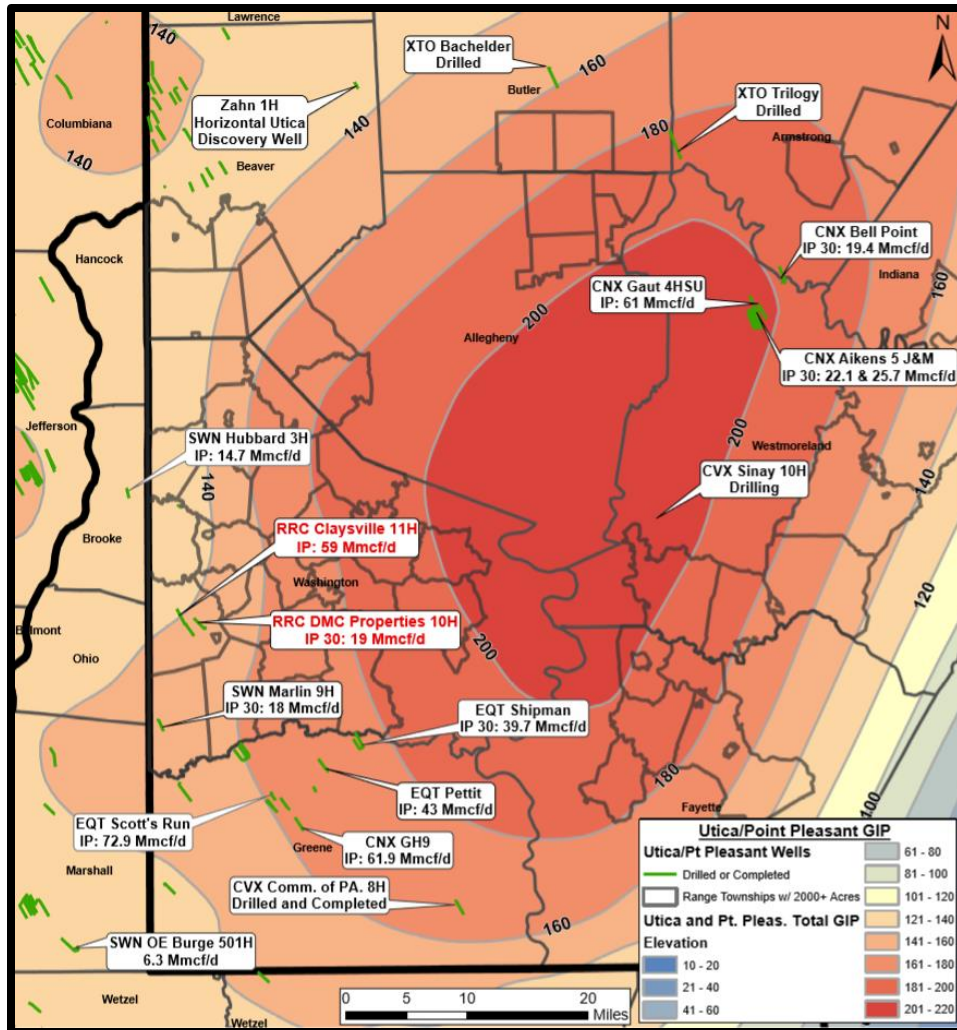 Lawrence
N
140
XTO Bachelder
Drilled
160
Butler
Zahn 1H
Horizontal Utica
Discovery Well
140
XTO Trilogy
Drilled
Columbiana
180
Armstrong
140
Beaver
CNX Bell Point
IP 30: 19.4 Mmcf/d
Hancock
Indiana
160
CNX Gaut 4HSU
IP: 61 Mmcf/d
200
Allegheny
CNX Aikens 5 J&M
IP 30: 22.1 & 25.7 Mmcf/d
Jefferson
200
Westmoreland
SWN Hubbard 3H
IP: 14.7 Mmcf/d
140
CVX Sinay 10H
Drilling
140
RRC Claysville 11H
IP: 59 Mmcf/d
Brooke
Washington
120
RRC DMC Properties 10H
IP 30: 19 Mmcf/d
Belmont
Ohio
200
SWN Marlin 9H
IP 30: 18 Mmcf/d
EQT Shipman
IP 30: 39.7 Mmcf/d
180
EQT Pettit
IP: 43 Mmcf/d
Fayette
100
EQT Scott's Run
IP: 72.9 Mmcf/d
Greene
CNX GH9
IP: 61.9 Mmcf/d
Marshall
CVX Comm. of PA. 8H
Drilled and Completed
160
SWN OE Burge 501H
6.3 Mmcf/d
Wetzel
Wetzel
0 5 10 20
Miles
Utica/Point Pleasant GIP
Utica/Pt Pleasant Wells
Drilled or Completed
Range Townships w/ 2000+ Acres
Utica and Pt. Pleas. Total GIP
Elevation
10 - 20
21 - 40
41 - 60
61 - 80
81 - 100
101 - 120
121 - 140
141 - 160
161 - 180
181 - 200
201 - 220